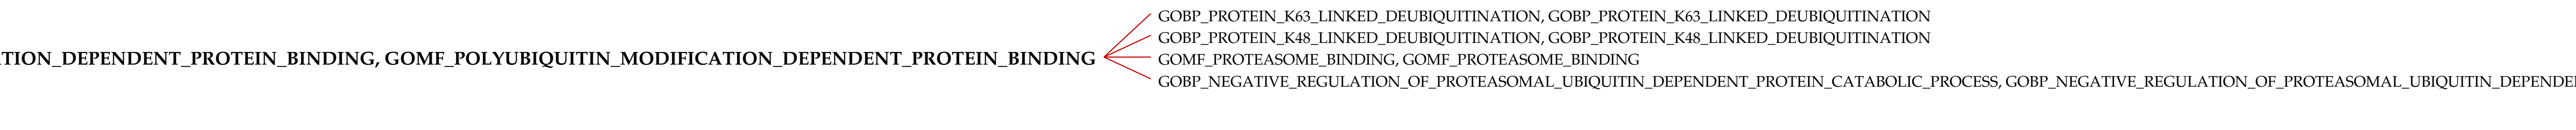 TION_DEPENDENT_PROTEIN_BINDING, GOMF_POLYUBIQUITIN_MODIFICATION_DEPENDENT_PROTEIN_BINDING
GOBP_PROTEIN_K63_LINKED_DEUBIQUITINATION, GOBP_PROTEIN_K63_LINKED_DEUBIQUITINATION
GOBP_PROTEIN_K48_LINKED_DEUBIQUITINATION, GOBP_PROTEIN_K48_LINKED_DEUBIQUITINATION
GOMF_PROTEASOME_BINDING, GOMF_PROTEASOME_BINDING
GOBP_NEGATIVE_REGULATION_OF_PROTEASOMAL_UBIQUITIN_DEPENDENT_PROTEIN_CATABOLIC_PROCESS, GOBP_NEGATIVE_REGULATION_OF_PROTEASOMAL_UBIQUITIN_DEPENDE